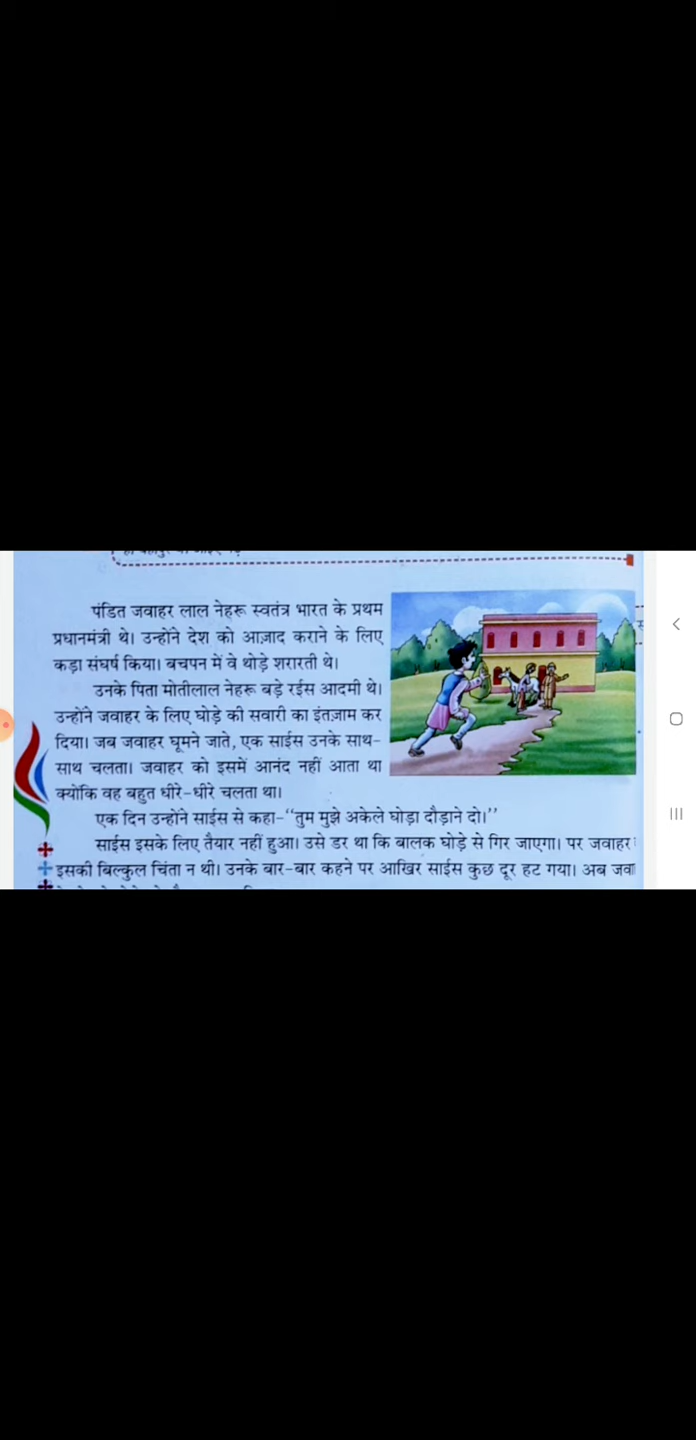 पंडित जवाहर लाल नेहरू स्वतंत्र भारत के प्रथम
प्रधानमंत्री थे। उन्होंने देश को आज़ाद कराने के लिए
कड़ा संघर्ष किया। बचपन में वे थोड़े शरारती थे।
उनके पिता मोतीलाल नेहरू बड़े रईस आदमी थे।
उन्होंने जवाहर के लिए घोड़े की सवारी का इंतज़ाम कर
दिया। जब जवाहर घूमने जाते, एक साईस उनके साथ-
साथ चलता। जवाहर को इसमें आनंद नहीं आता था
क्योंकि वह बहुत धीरे-धीरे चलता था।
एक दिन उन्होंने साईस से कहा-‘‘तुम मुझे अकेले घोड़ा दौड़ाने दो।’’
साईस इसके लिए तैयार नहीं हुआ। उसे डर था कि बालक घोड़े से गिर जाएगा। पर जवाहर
इसकी बिल्कुल चिंता न थी। उनके बार-बार कहने पर आखिर साईस कुछ दूर हट गया। अब जवा